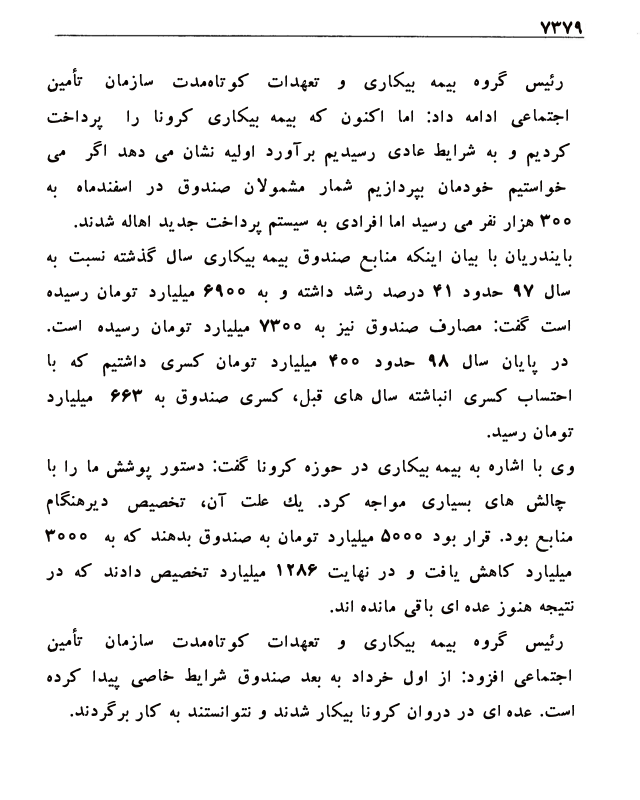 ۷۳۷۹
رئیس گروه بیمه بیکاری و تعهدات کوتاه‌مدت سازمان تأمین
اجتماعی ادامه داد: اما اکنون که بیمه بیکاری کرونا را پرداخت
کردیم و به شرایط عادی رسیدیم برآورد اولیه نشان می دهد اگر می
خواستیم خودمان بپردازیم شمار مشمولان صندوق در اسفندماه به
۳۰۰ هزار نفر می رسید اما افرادی به سیستم پرداخت جدید اهاله شدند.
بایندریان با بیان اینکه منابع صندوق بیمه بیکاری سال گذشته نسبت به
سال ۹۷ حدود ۴۱ درصد رشد داشته و به ۶۹۰۰ میلیارد تومان رسیده
است گفت: مصارف صندوق نیز به ۷۳۰۰ میلیارد تومان رسیده است.
در پایان سال ۹۸ حدود ۴۰۰ میلیارد تومان کسری داشتیم که با
احتساب کسری انباشته سال های قبل، کسری صندوق به ۶۶۳ میلیارد
تومان رسید.
وی با اشاره به بیمه بیکاری در حوزه کرونا گفت: دستور پوشش ما را با
چالش های بسیاری مواجه کرد. یك علت آن، تخصیص دیرهنگام
منابع بود. قرار بود ۵۰۰۰ میلیارد تومان به صندوق بدهند که به ۳۰۰۰
میلیارد کاهش یافت و در نهایت ۱۲۸۶ میلیارد تخصیص دادند که در
نتیجه هنوز عده ای باقی مانده اند.
رئیس گروه بیمه بیکاری و تعهدات کوتاه‌مدت سازمان تأمین
اجتماعی افزود: از اول خرداد به بعد صندوق شرایط خاصی پیدا کرده
است. عده ای در دروان کرونا بیکار شدند و نتوانستند به کار برگردند.